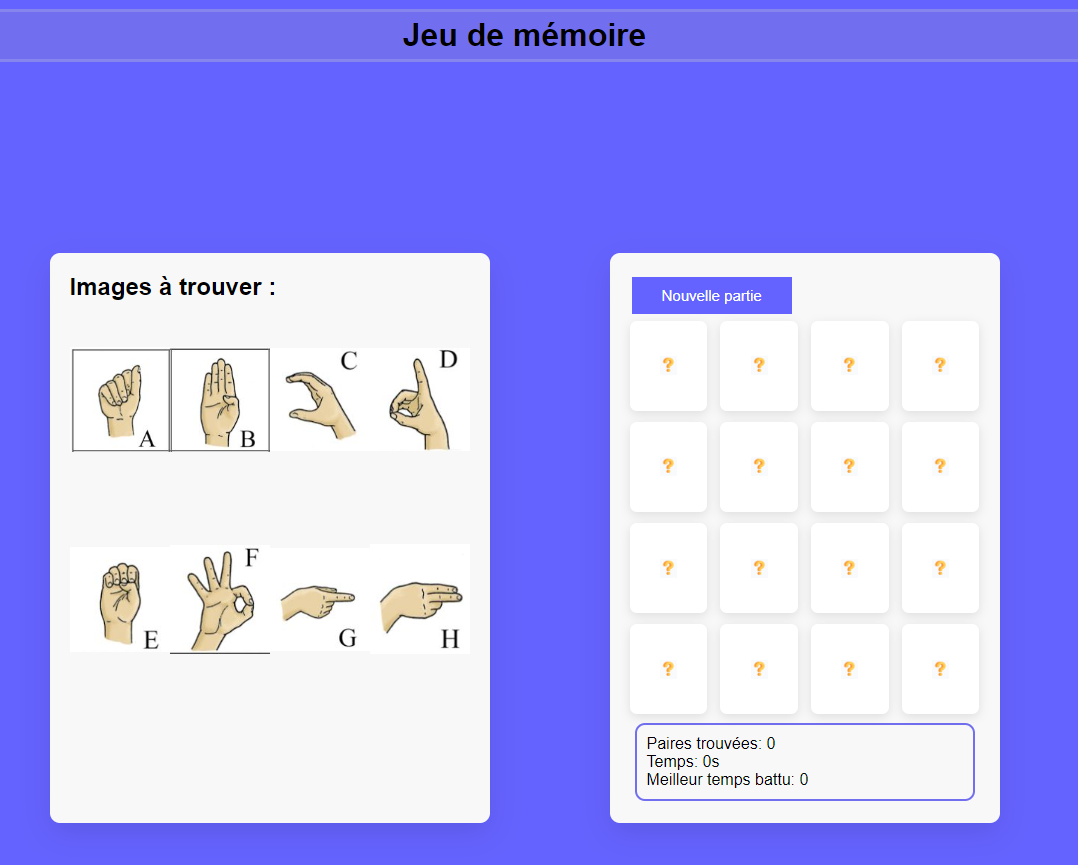 Jeu de mémoire
Images à trouver :
A B C D
E F G H
Nouvelle partie
? ? ? ?
? ? ? ?
? ? ? ?
? ? ? ?
Paires trouvées: 0
Temps: 0s
Meilleur temps battu: 0